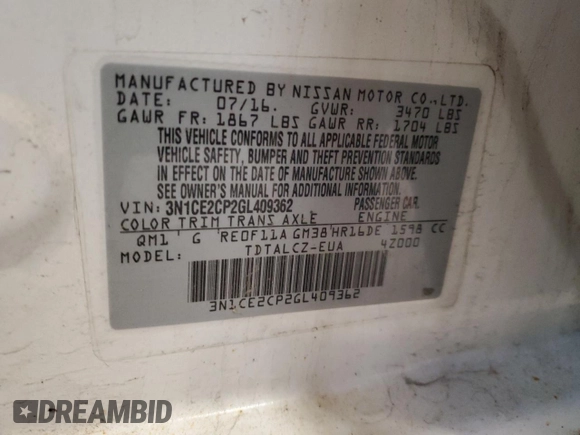 MANUFACTURED BY NISSAN MOTOR CO.,LTD.
DATE: 07/16. GVWR: 3470 LBS
GAWR FR: 1867 LBS GAWR RR: 1704 LBS
THIS VEHICLE CONFORMS TO ALL APPLICABLE FEDERAL MOTOR
VEHICLE SAFETY, BUMPER AND THEFT PREVENTION STANDARDS
IN EFFECT ON THE DATE OF MANUFACTURE SHOWN ABOVE.
SEE OWNER'S MANUAL FOR ADDITIONAL INFORMATION.
VIN: 3N1CE2CP2GL409362 PASSENGER CAR.
COLOR TRIM TRANS AXLE ENGINE
QM1 G RE0F11A GM38 HR16DE 1598 CC
MODEL: TDTALCZ-EUA 4Z000
3N1CE2CP2GL409362
DREAMBID